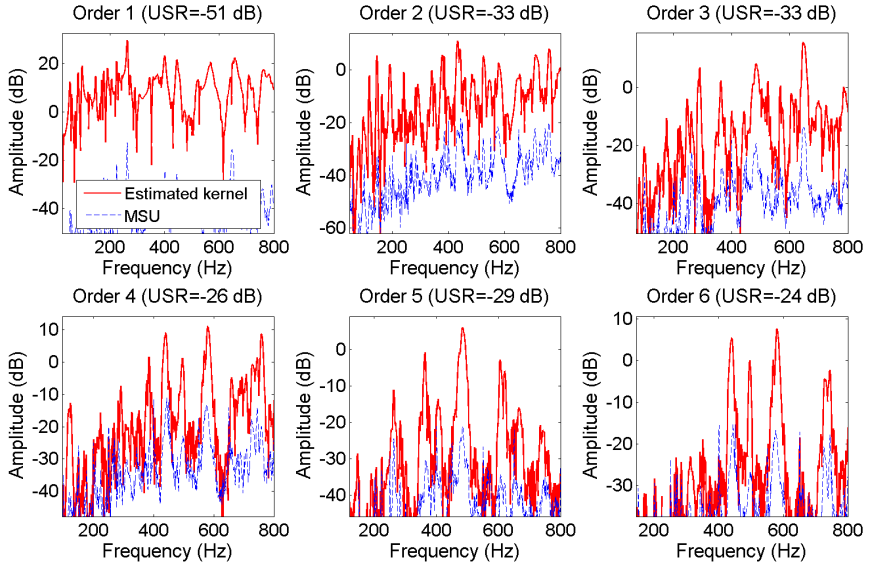 Order 1 (USR=-51 dB)
Order 2 (USR=-33 dB)
Order 3 (USR=-33 dB)
Amplitude (dB)
20
0
-20
-40
Estimated kernel
MSU
200
400
600
800
Frequency (Hz)
Amplitude (dB)
0
-20
-40
-60
200
400
600
800
Frequency (Hz)
Amplitude (dB)
0
-20
-40
200
400
600
800
Frequency (Hz)
Order 4 (USR=-26 dB)
Order 5 (USR=-29 dB)
Order 6 (USR=-24 dB)
Amplitude (dB)
10
0
-10
-20
-30
-40
200
400
600
800
Frequency (Hz)
Amplitude (dB)
0
-10
-20
-30
-40
200
400
600
800
Frequency (Hz)
Amplitude (dB)
10
0
-10
-20
-30
200
400
600
800
Frequency (Hz)